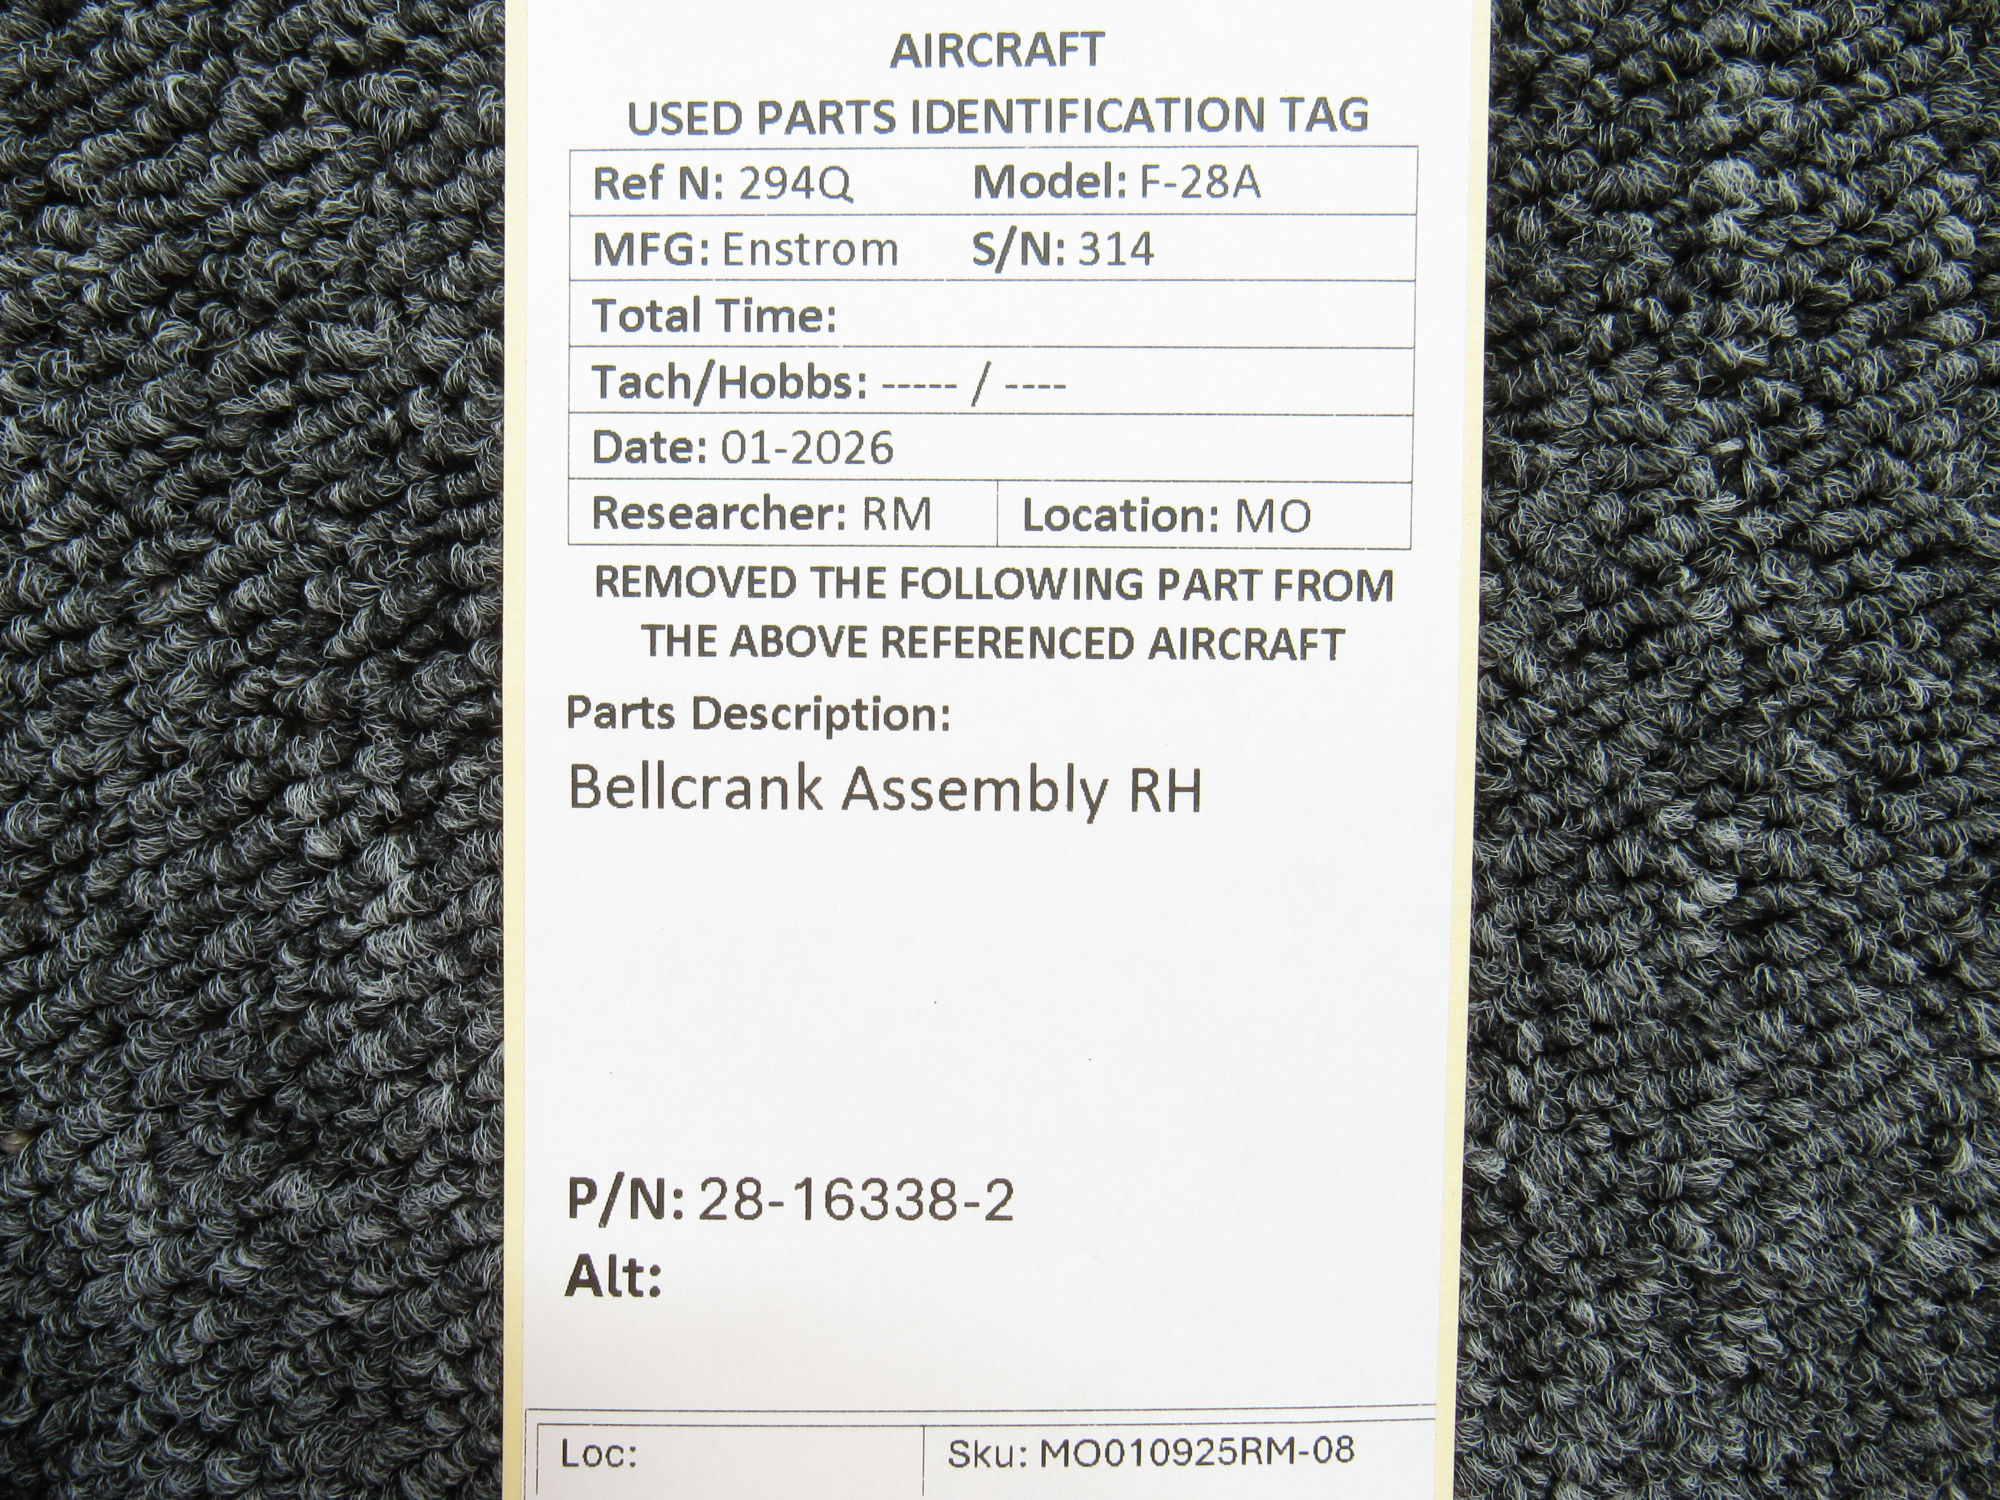 AIRCRAFT
USED PARTS IDENTIFICATION TAG
Ref N: 294Q Model: F-28A
MFG: Enstrom S/N: 314
Total Time:
Tach/Hobbs: ----- / ----
Date: 01-2026
Researcher: RM Location: MO
REMOVED THE FOLLOWING PART FROM
THE ABOVE REFERENCED AIRCRAFT
Parts Description:
Bellcrank Assembly RH
P/N: 28-16338-2
Alt:
Loc: Sku: MO010925RM-08